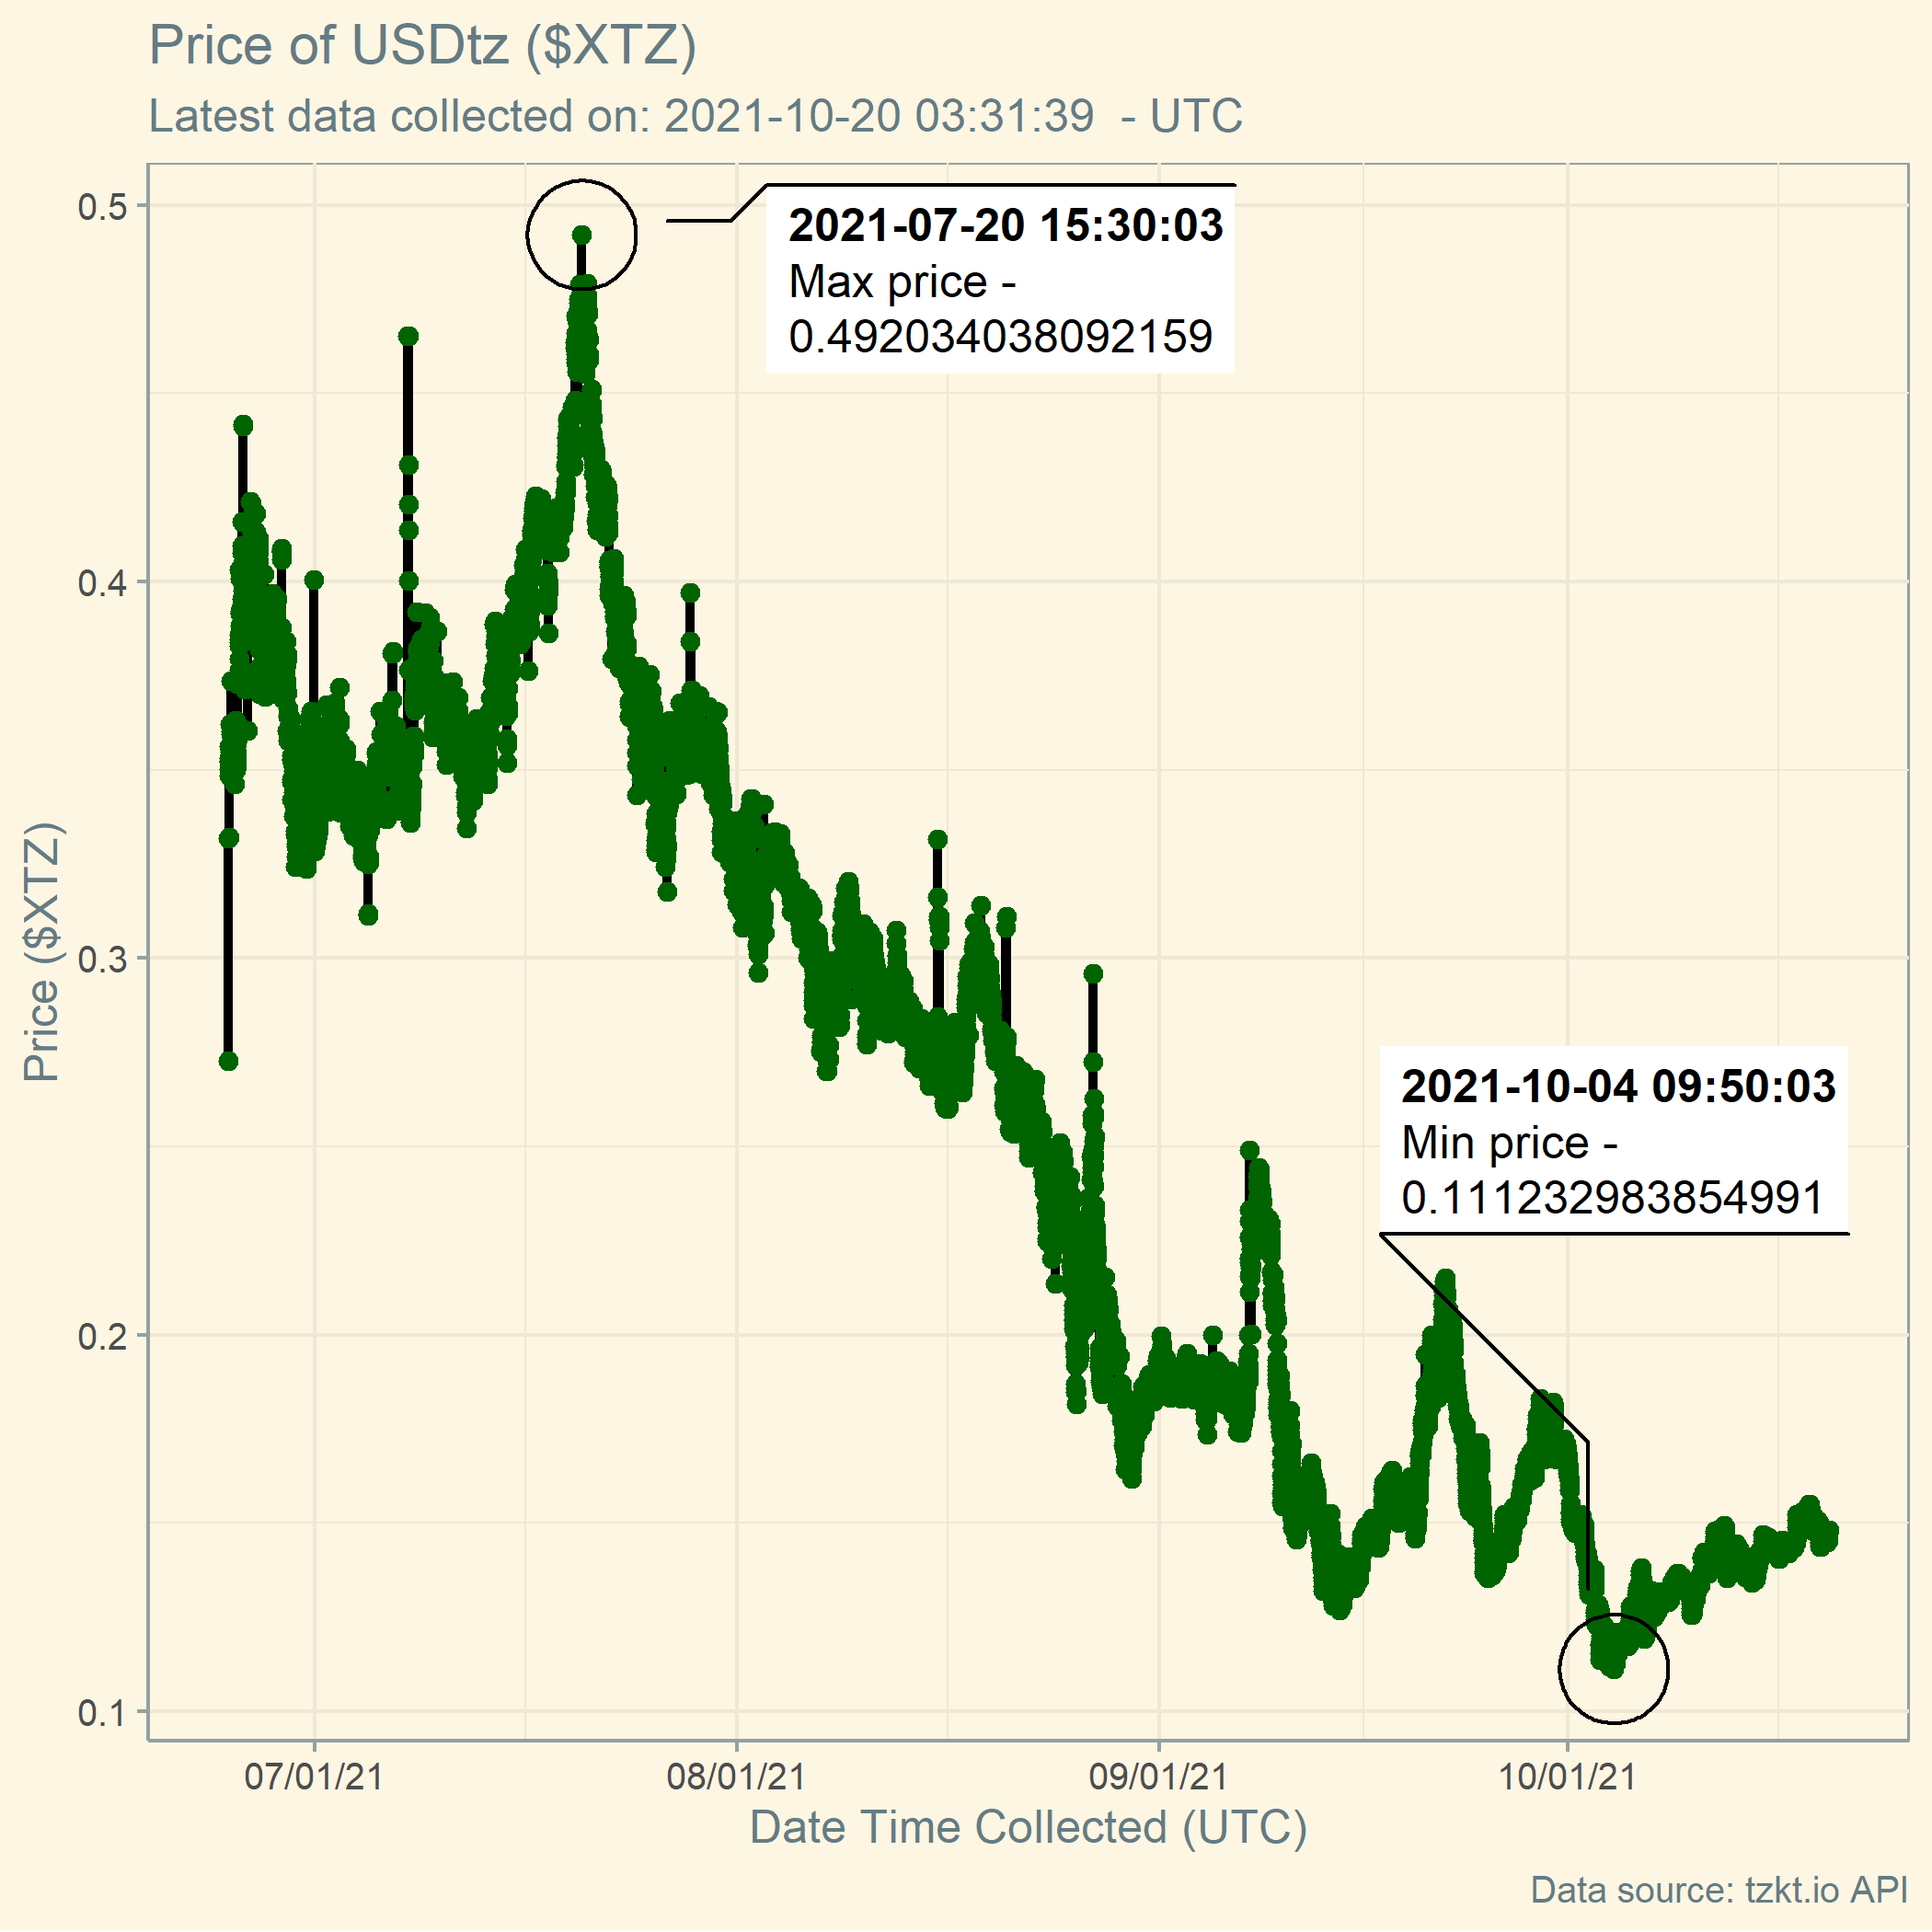 Price of USDtz ($XTZ)
Latest data collected on: 2021-10-20 03:31:39  - UTC
0.5
0.4
0.3
0.2
0.1
Price ($XTZ)
2021-07-20 15:30:03
Max price -
0.492034038092159
2021-10-04 09:50:03
Min price -
0.111232983854991
07/01/21
08/01/21
09/01/21
10/01/21
Date Time Collected (UTC)
Data source: tzkt.io API